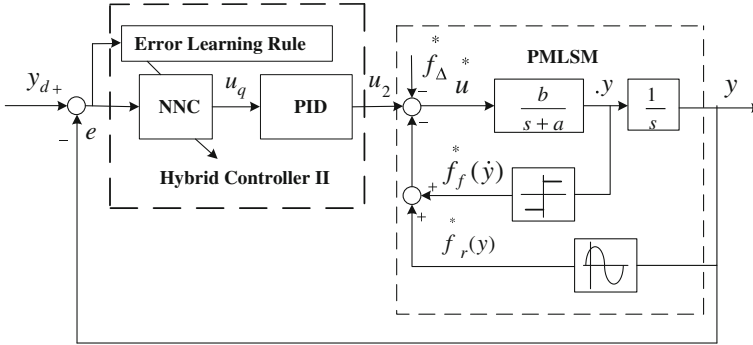 Error Learning Rule
PMLSM
y_d +
−
e
NNC
u_q
PID
u_2
f*_Δ
−
−
u*
b
s + a
.y
1
s
y
Hybrid Controller II
f*_f(ẏ)
+
+
f*_r(y)